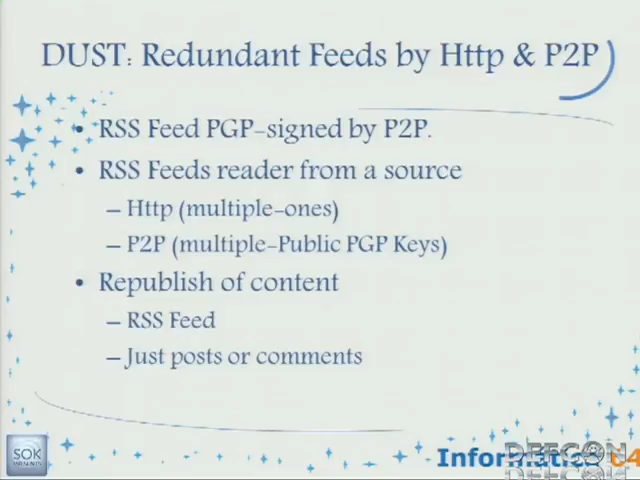 DUST: Redundant Feeds by Http & P2P
• RSS Feed PGP-signed by P2P.
• RSS Feeds reader from a source
– Http (multiple-ones)
– P2P (multiple-Public PGP Keys)
• Republish of content
– RSS Feed
– Just posts or comments
SOK
DEFCON